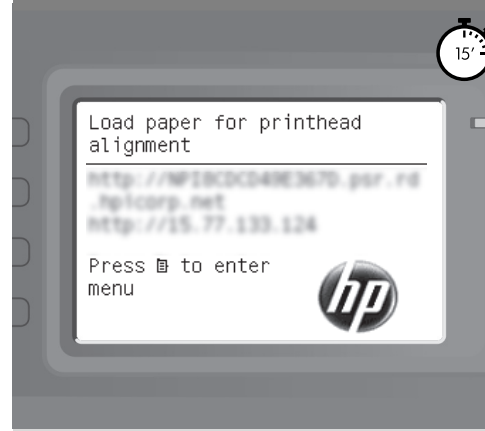 15′
Load paper for printhead
alignment
Press to enter
menu
hp